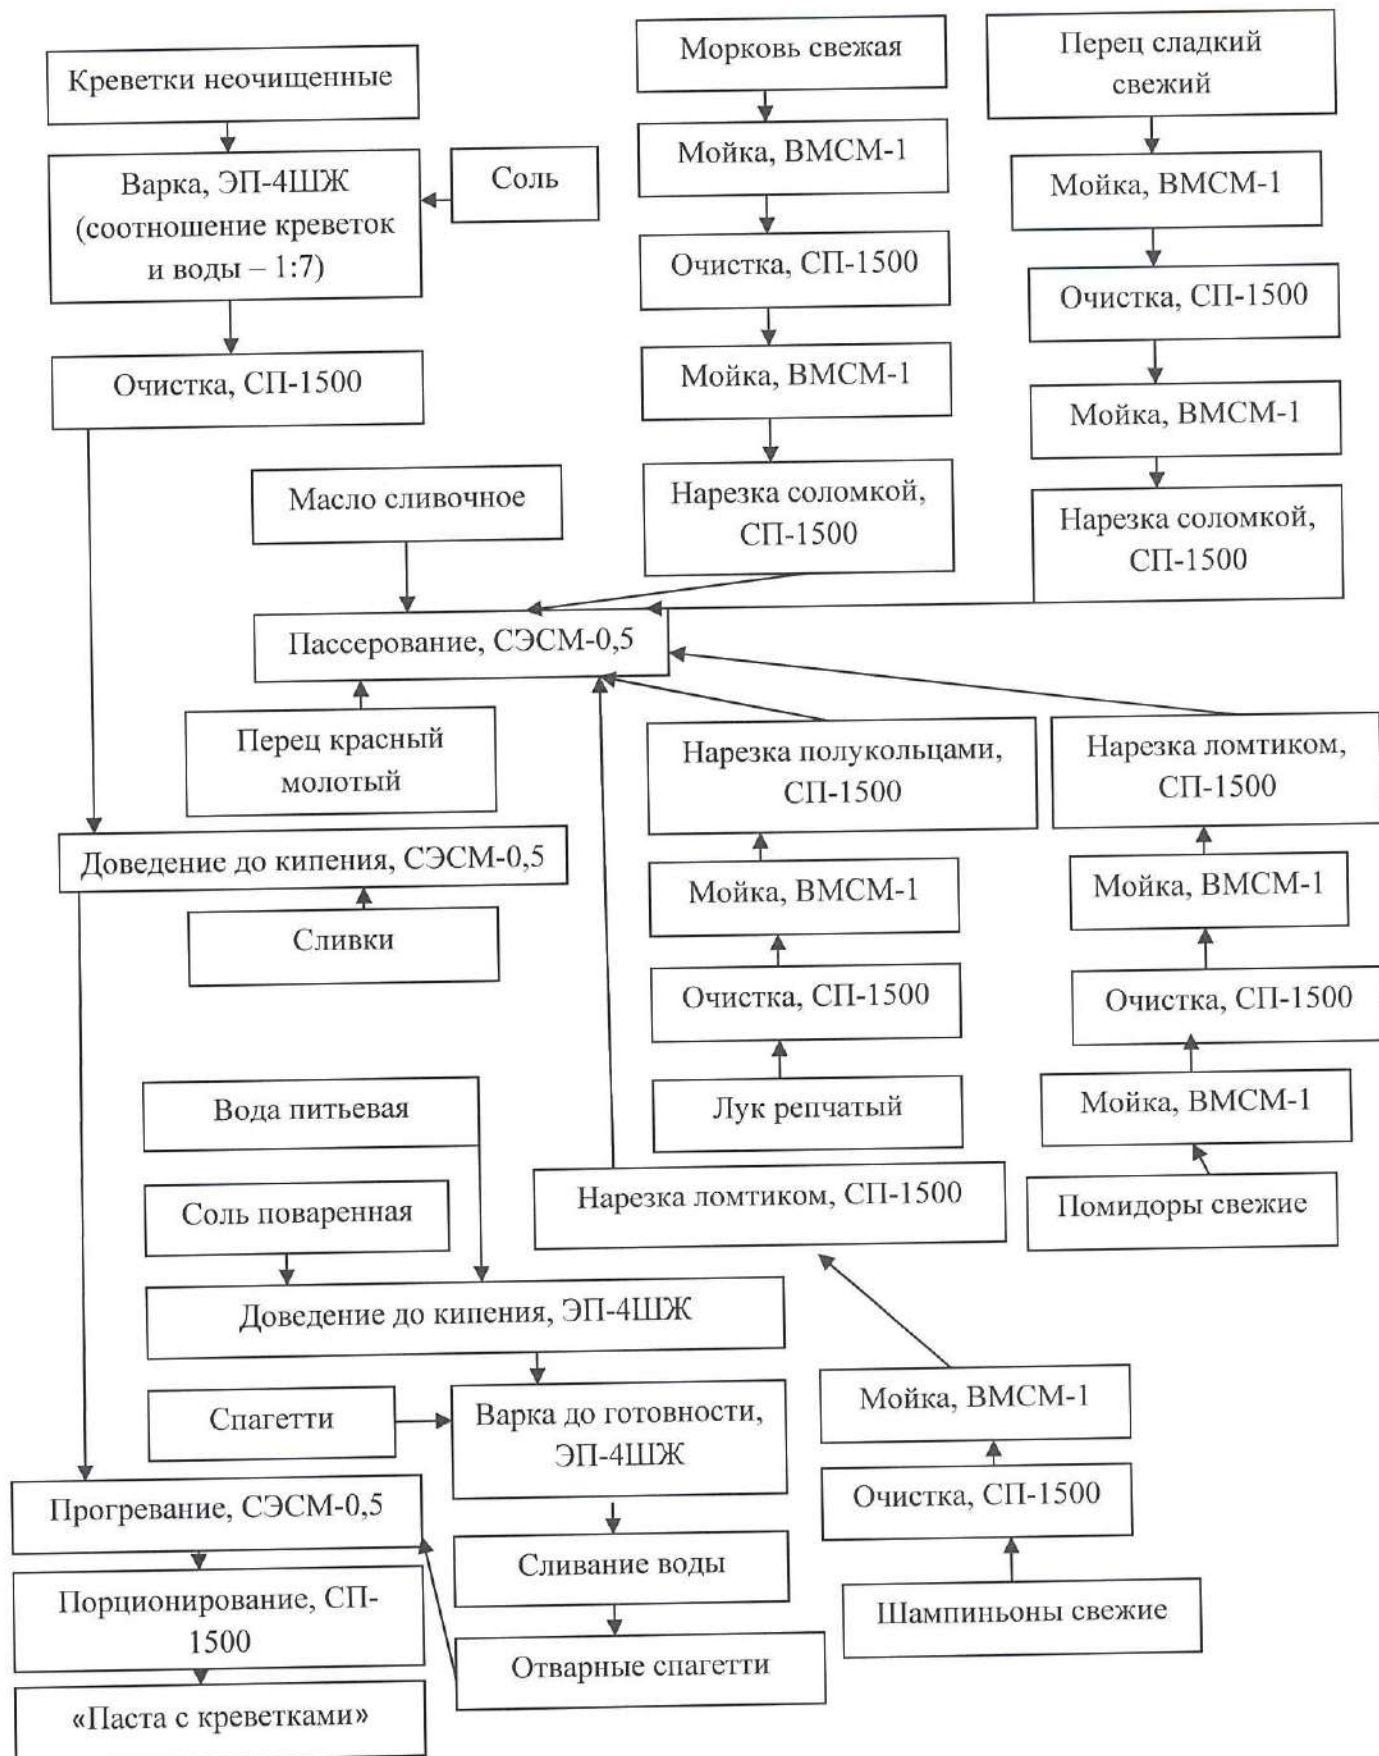 Креветки неочищенные
Морковь свежая
Перец сладкий
свежий
Варка, ЭП-4ШЖ
(соотношение креветок
и воды – 1:7)
Соль
Мойка, ВМСМ-1
Мойка, ВМСМ-1
Очистка, СП-1500
Очистка, СП-1500
Очистка, СП-1500
Мойка, ВМСМ-1
Мойка, ВМСМ-1
Масло сливочное
Нарезка соломкой,
СП-1500
Нарезка соломкой,
СП-1500
Пассерование, СЭСМ-0,5
Перец красный
молотый
Нарезка полукольцами,
СП-1500
Нарезка ломтиком,
СП-1500
Доведение до кипения, СЭСМ-0,5
Мойка, ВМСМ-1
Мойка, ВМСМ-1
Сливки
Очистка, СП-1500
Очистка, СП-1500
Вода питьевая
Лук репчатый
Мойка, ВМСМ-1
Соль поваренная
Нарезка ломтиком, СП-1500
Помидоры свежие
Доведение до кипения, ЭП-4ШЖ
Спагетти
Варка до готовности,
ЭП-4ШЖ
Мойка, ВМСМ-1
Прогревание, СЭСМ-0,5
Очистка, СП-1500
Сливание воды
Порционирование, СП-
1500
Шампиньоны свежие
Отварные спагетти
«Паста с креветками»